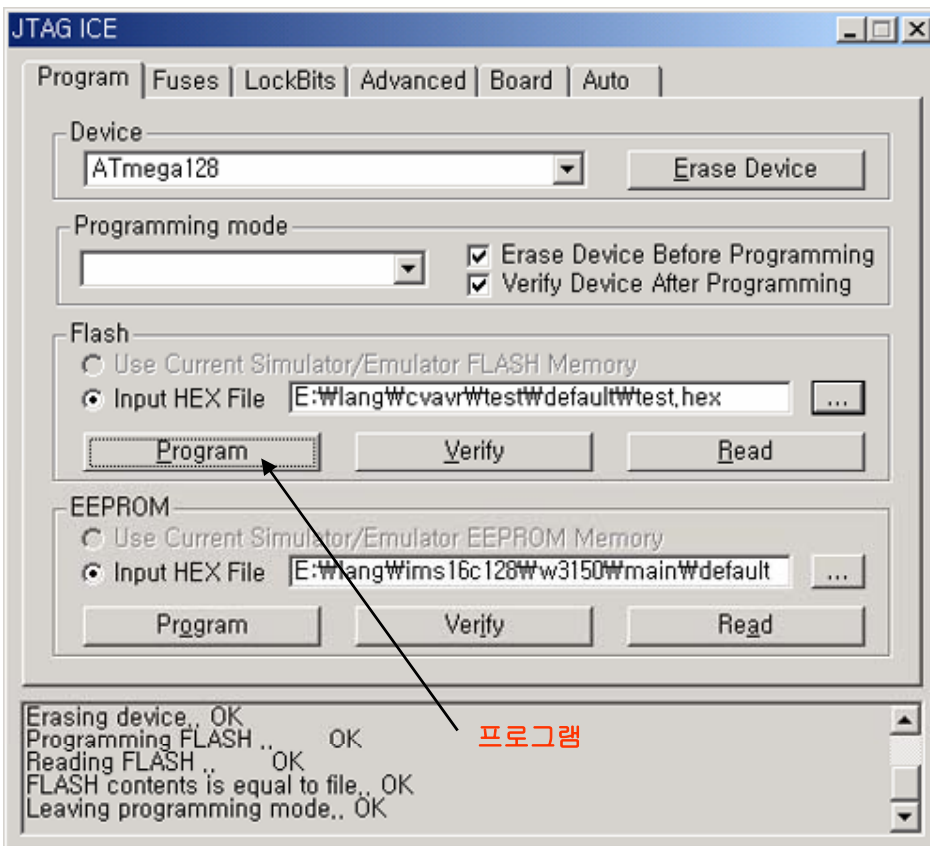 JTAG ICE
Program Fuses LockBits Advanced Board Auto
Device
ATmega128 Erase Device
Programming mode
Erase Device Before Programming
Verify Device After Programming
Flash
Use Current Simulator/Emulator FLASH Memory
Input HEX File E:₩lang₩cvavr₩test₩default₩test.hex ...
Program Verify Read
EEPROM
Use Current Simulator/Emulator EEPROM Memory
Input HEX File E:₩lang₩ims16c128₩w3150₩main₩default ...
Program Verify Read
Erasing device.. OK
Programming FLASH .. OK
Reading FLASH .. OK
FLASH contents is equal to file.. OK
Leaving programming mode.. OK
프로그램